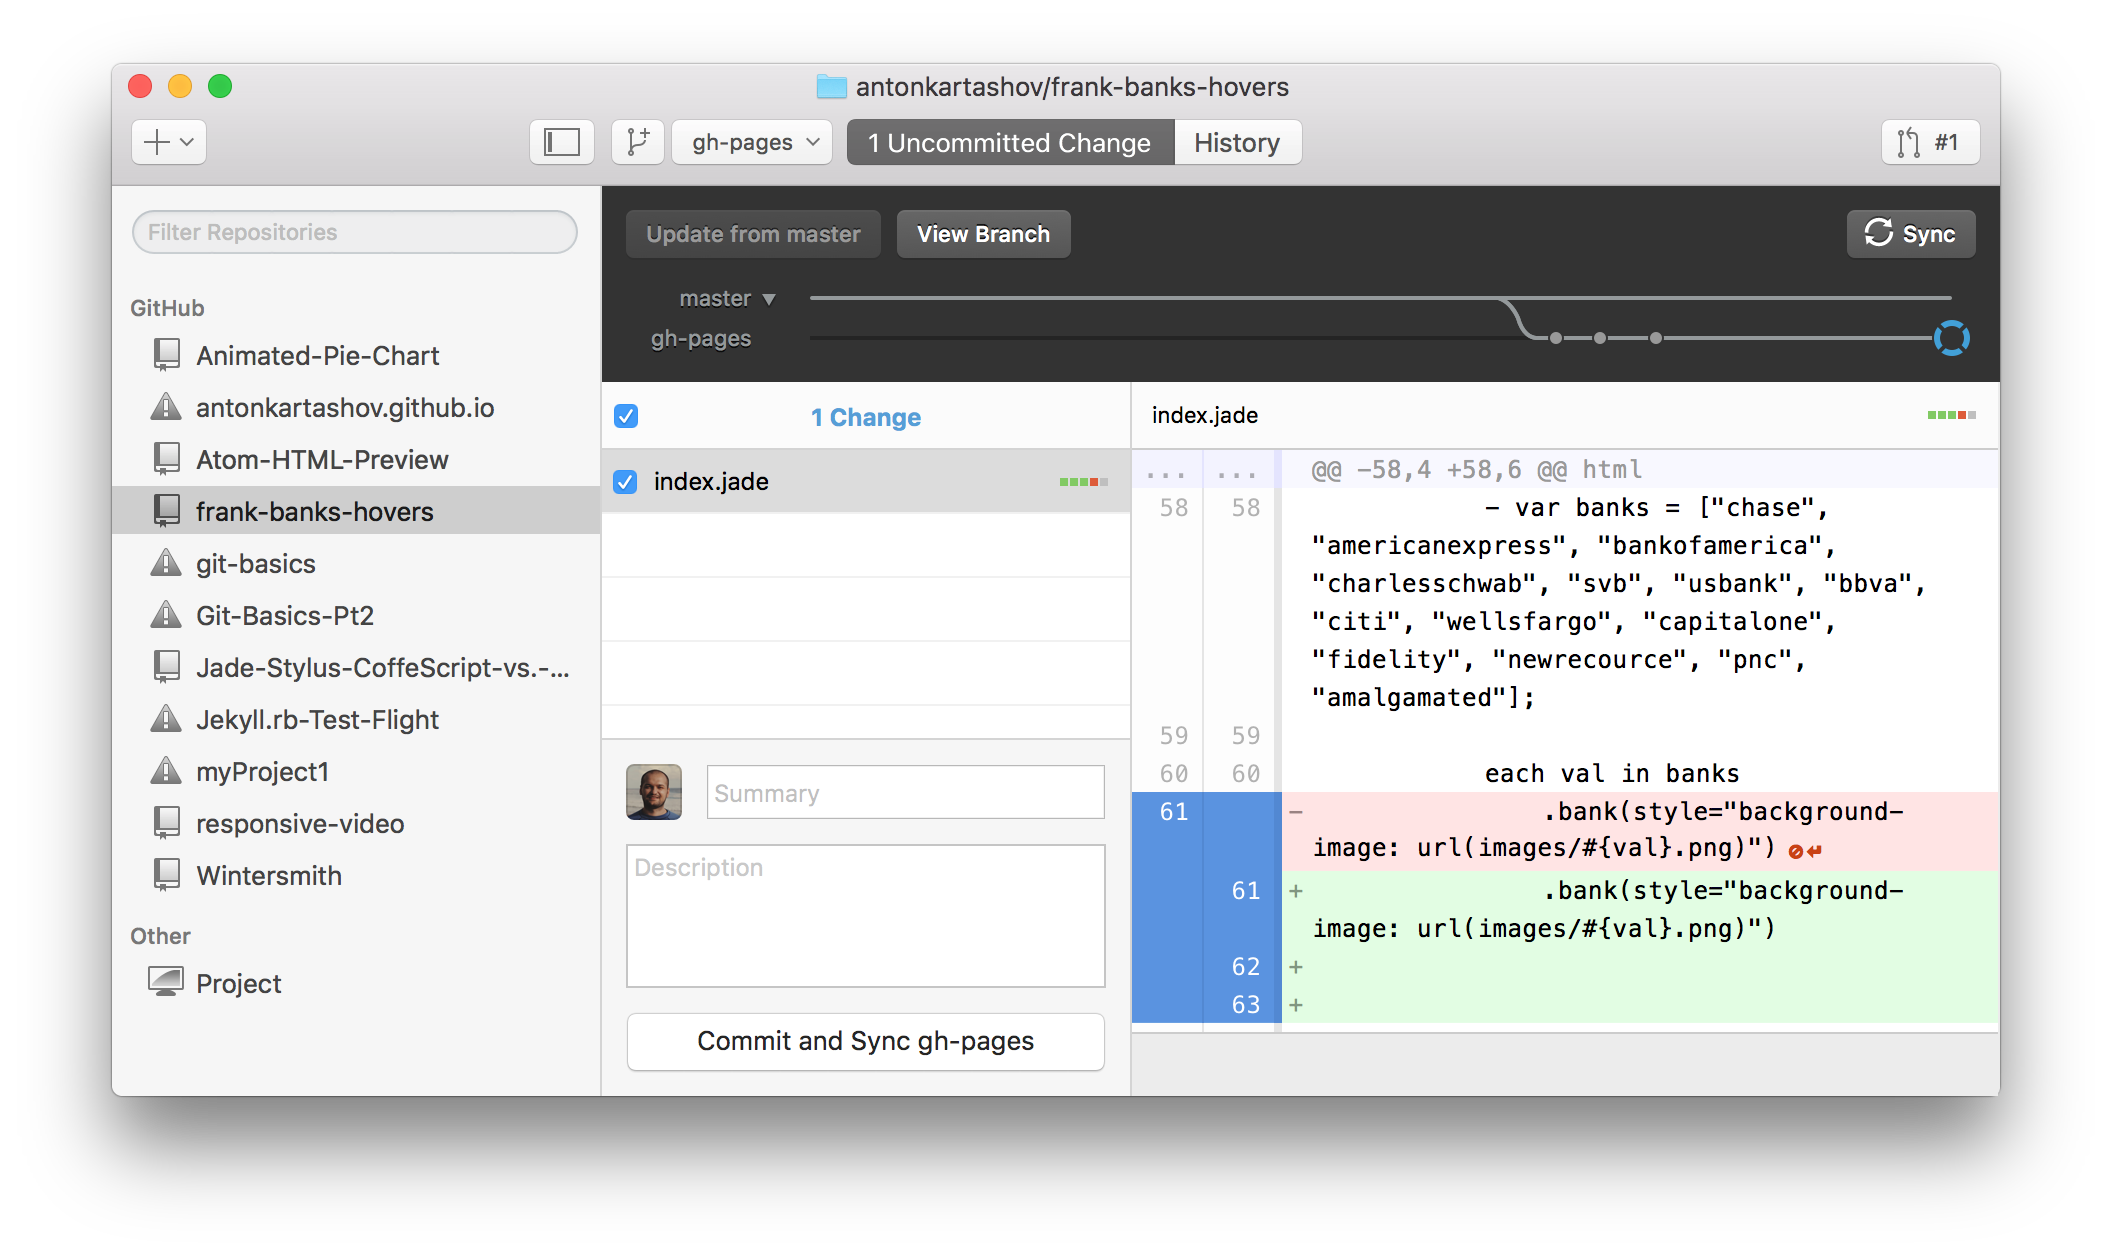 antonkartashov/frank-banks-hovers
gh-pages
1 Uncommitted Change
History
#1
Filter Repositories
GitHub
Animated-Pie-Chart
antonkartashov.github.io
Atom-HTML-Preview
frank-banks-hovers
git-basics
Git-Basics-Pt2
Jade-Stylus-CoffeScript-vs.-...
Jekyll.rb-Test-Flight
myProject1
responsive-video
Wintersmith
Other
Project
Update from master
View Branch
Sync
master
gh-pages
1 Change
index.jade
Summary
Description
Commit and Sync gh-pages
index.jade
... ... @@ -58,4 +58,6 @@ html
58 58 - var banks = ["chase",
"americanexpress", "bankofamerica",
"charlesschwab", "svb", "usbank", "bbva",
"citi", "wellsfargo", "capitalone",
"fidelity", "newrecource", "pnc",
"amalgamated"];
59 59
60 60 each val in banks
61 - .bank(style="background-
image: url(images/#{val}.png)")
61 + .bank(style="background-
image: url(images/#{val}.png)")
62 +
63 +